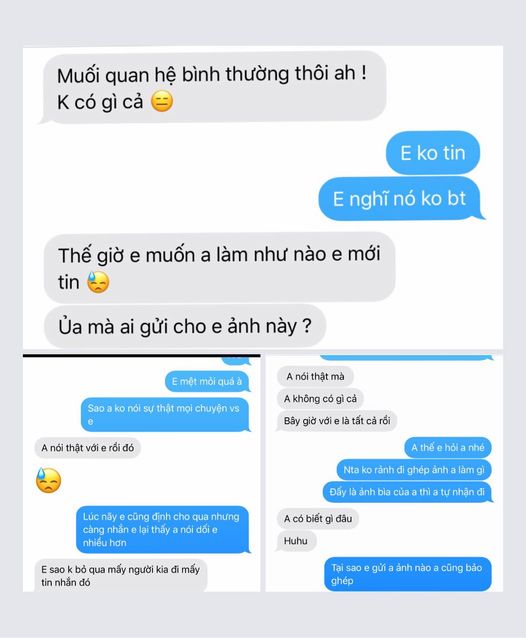 Muối quan hệ bình thường thôi ah !
K có gì cả 😑
E ko tin
E nghĩ nó ko bt
Thế giờ e muốn a làm như nào e mới
tin 😓
Ủa mà ai gửi cho e ảnh này ?
E mệt mỏi quá à
Sao a ko nói sự thật mọi chuyện vs
e
A nói thật với e rồi đó
😓
Lúc nãy e cũng định cho qua nhưng
càng nhắn e lại thấy a nói dối e
nhiều hơn
E sao k bỏ qua mấy người kia đi mấy
tin nhắn đó
A nói thật mà
A không có gì cả
Bây giờ với e là tất cả rồi
A thế e hỏi a nhé
Nta ko rảnh đi ghép ảnh a làm gì
Đấy là ảnh bìa của a thì a tự nhận đi
A có biết gì đâu
Huhu
Tại sao e gửi a ảnh nào a cũng bảo
ghép